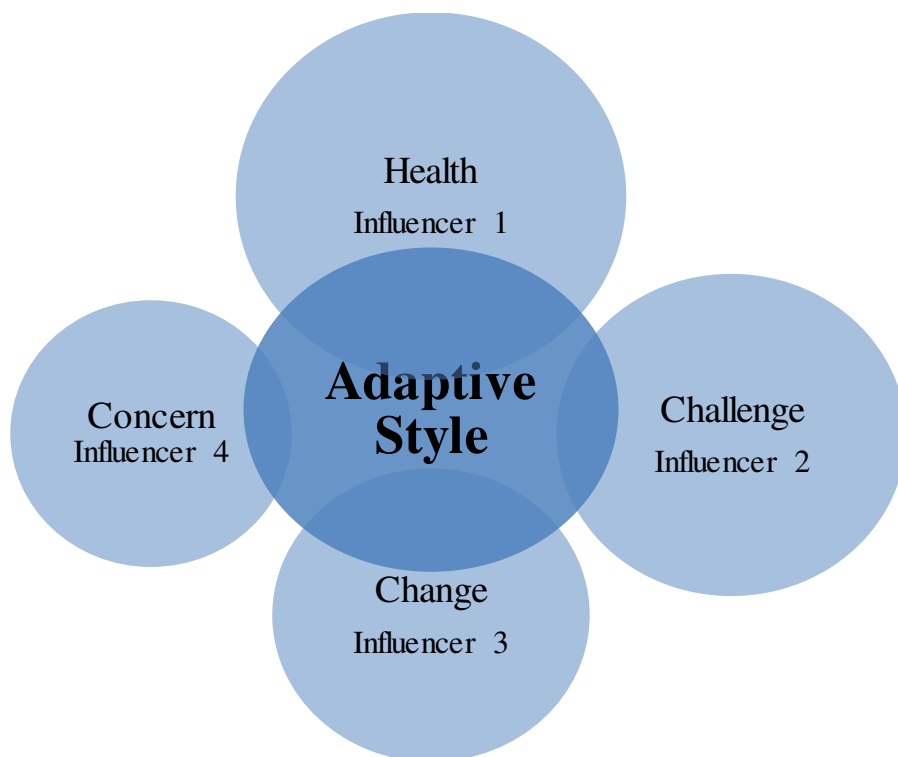 Health
Influencer 1
Adaptive
Style
Concern
Influencer 4
Challenge
Influencer 2
Change
Influencer 3